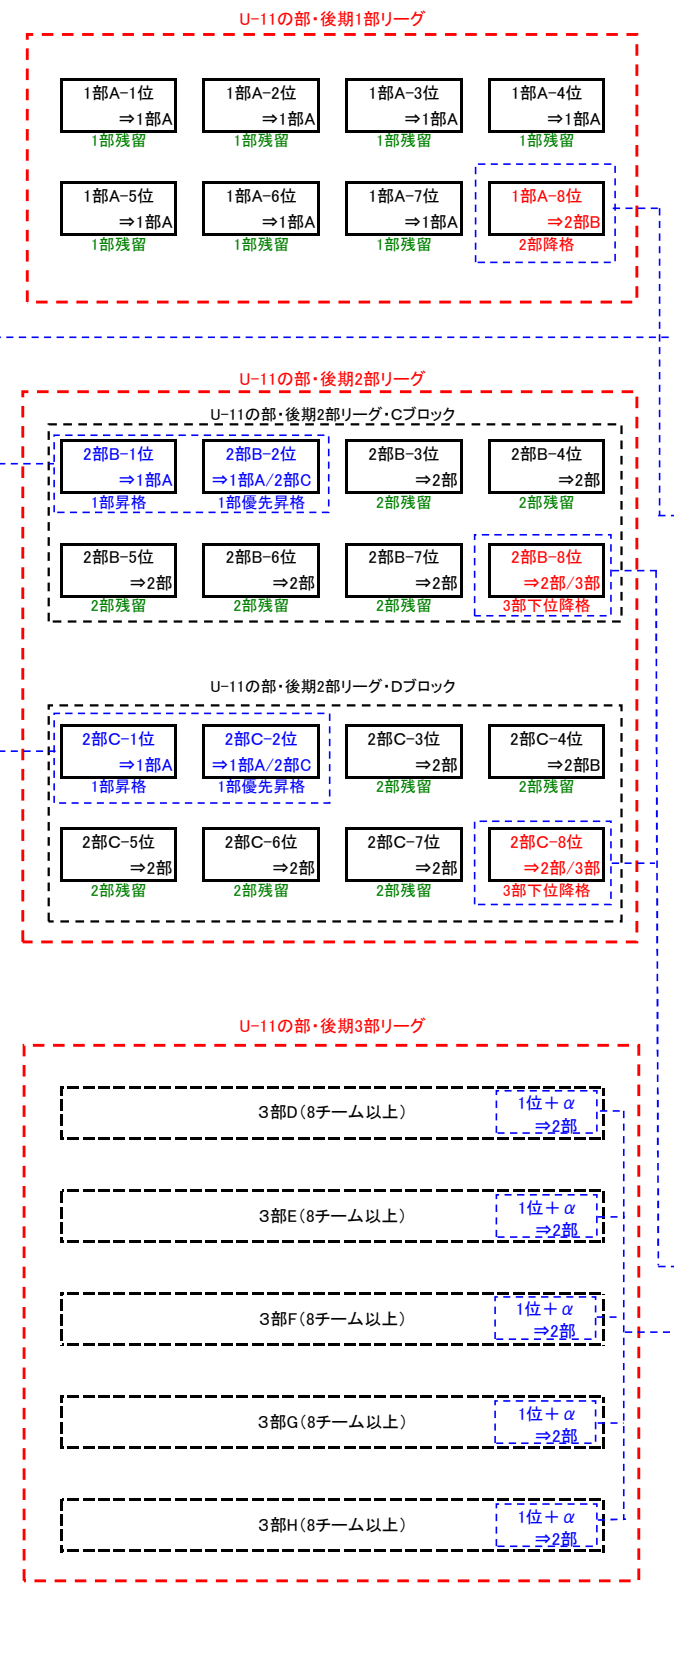 U-11の部・後期1部リーグ
1部A-1位
⇒1部A
1部残留
1部A-2位
⇒1部A
1部残留
1部A-3位
⇒1部A
1部残留
1部A-4位
⇒1部A
1部残留
1部A-5位
⇒1部A
1部残留
1部A-6位
⇒1部A
1部残留
1部A-7位
⇒1部A
1部残留
1部A-8位
⇒2部B
2部降格
U-11の部・後期2部リーグ
U-11の部・後期2部リーグ・Cブロック
2部B-1位
⇒1部A
1部昇格
2部B-2位
⇒1部A/2部C
1部優先昇格
2部B-3位
⇒2部
2部残留
2部B-4位
⇒2部
2部残留
2部B-5位
⇒2部
2部残留
2部B-6位
⇒2部
2部残留
2部B-7位
⇒2部
2部残留
2部B-8位
⇒2部/3部
3部下位降格
U-11の部・後期2部リーグ・Dブロック
2部C-1位
⇒1部A
1部昇格
2部C-2位
⇒1部A/2部C
1部優先昇格
2部C-3位
⇒2部
2部残留
2部C-4位
⇒2部B
2部残留
2部C-5位
⇒2部
2部残留
2部C-6位
⇒2部
2部残留
2部C-7位
⇒2部
2部残留
2部C-8位
⇒2部/3部
3部下位降格
U-11の部・後期3部リーグ
3部D(8チーム以上)
1位＋α
⇒2部
3部E(8チーム以上)
1位＋α
⇒2部
3部F(8チーム以上)
1位＋α
⇒2部
3部G(8チーム以上)
1位＋α
⇒2部
3部H(8チーム以上)
1位＋α
⇒2部